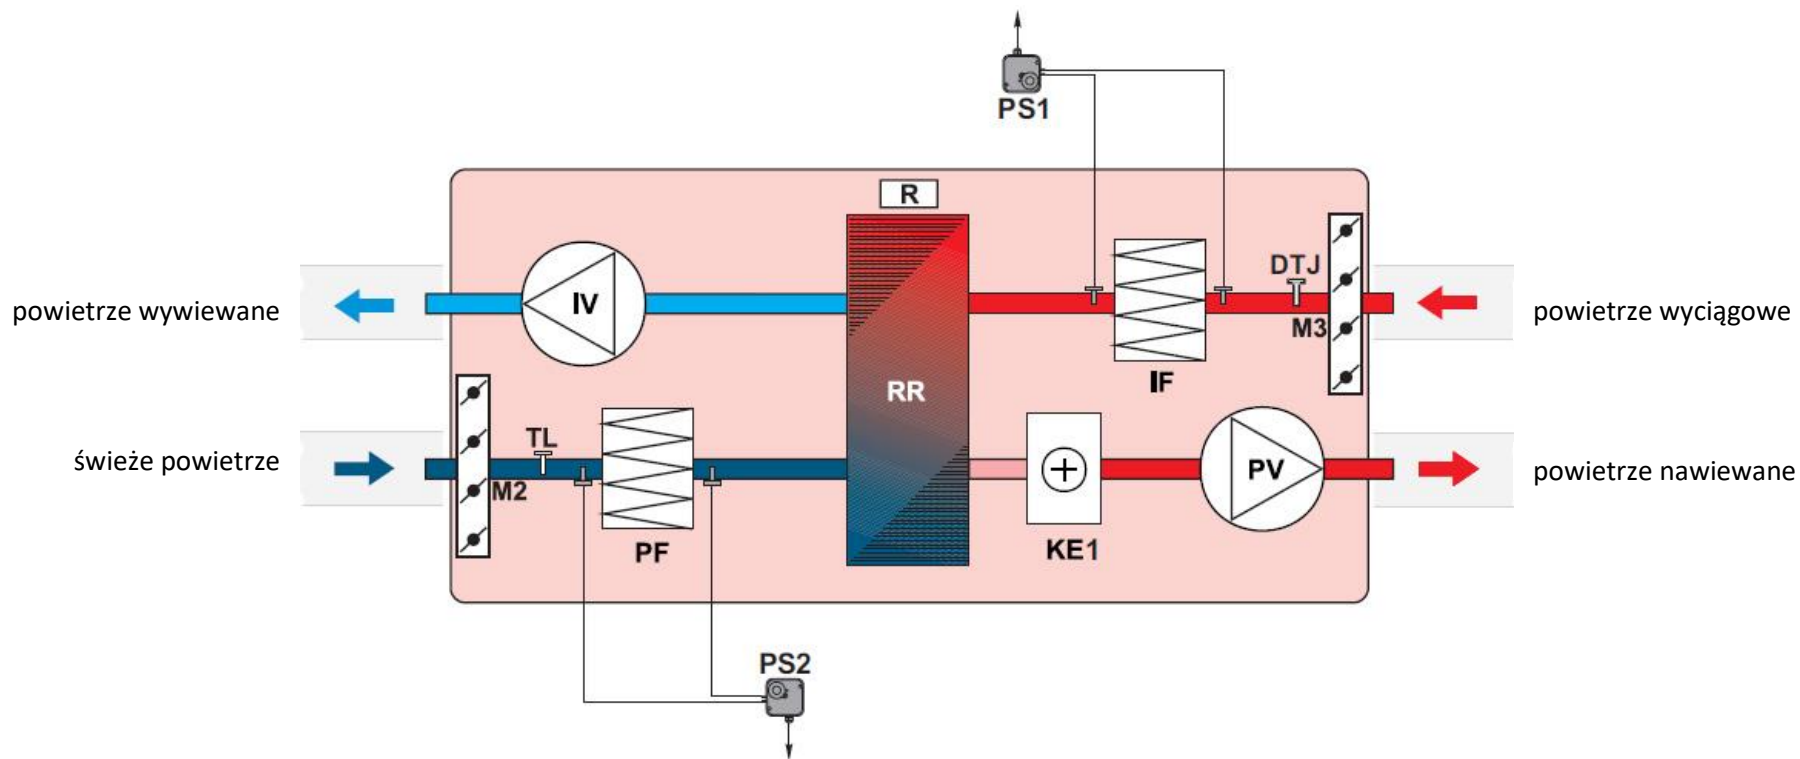 PS1
R
DTJ
IV
powietrze wywiewane
powietrze wyciągowe
M3
IF
RR
TL
świeże powietrze
PV
powietrze nawiewane
M2
PF
KE1
PS2